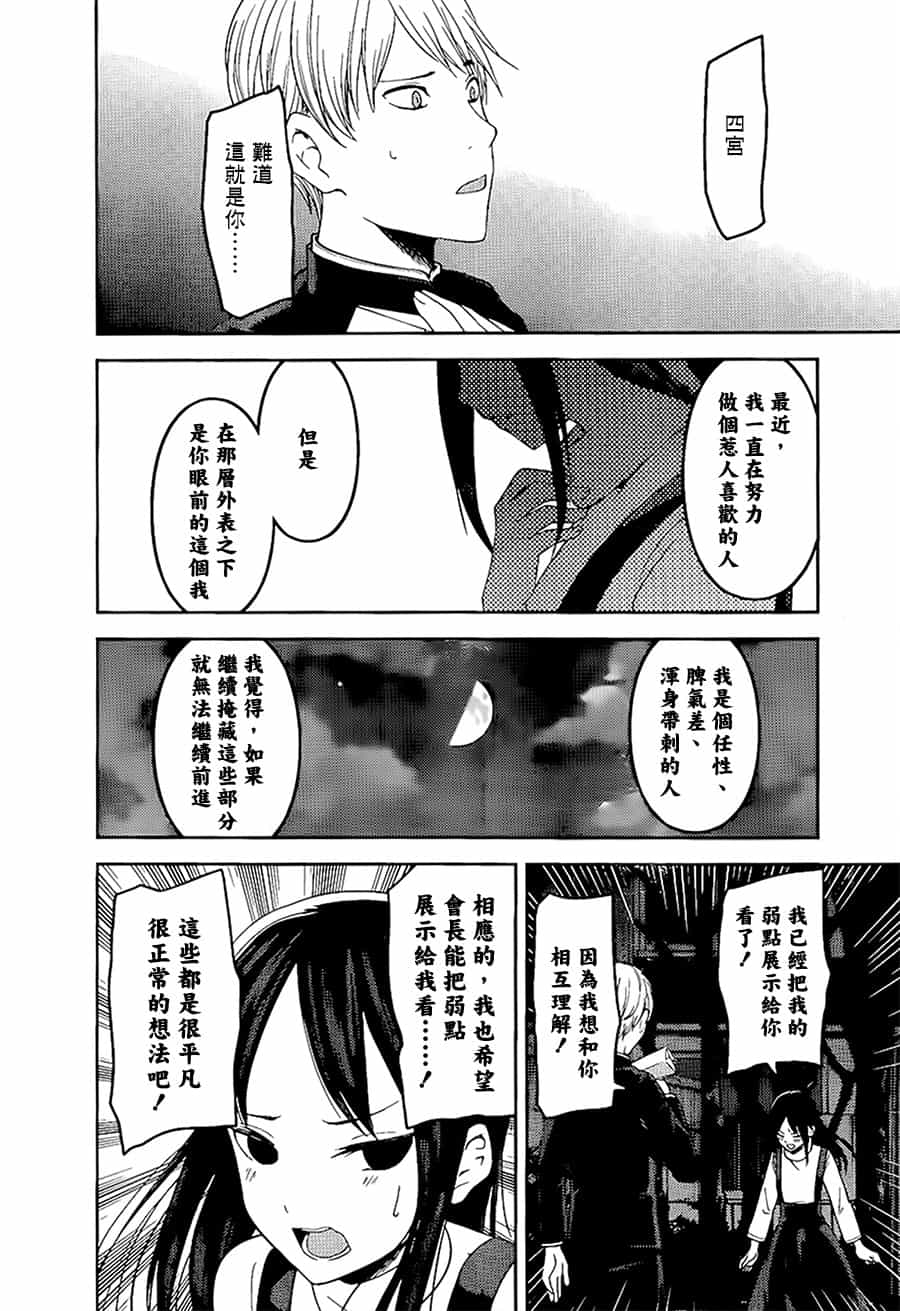 四宮
難道
這就是你……
最近，
我一直在努力
做個惹人喜歡的人
但是
在那層外表之下
是你眼前的這個我
我是個任性、
脾氣差、
渾身帶刺的人
我覺得，如果
繼續掩藏這些部分
就無法繼續前進
我已經把我的
弱點展示給你
看了！
因為我想和你
相互理解！
相應的，我也希望
會長能把弱點
展示給我看……！
這些都是很平凡
很正常的想法吧！